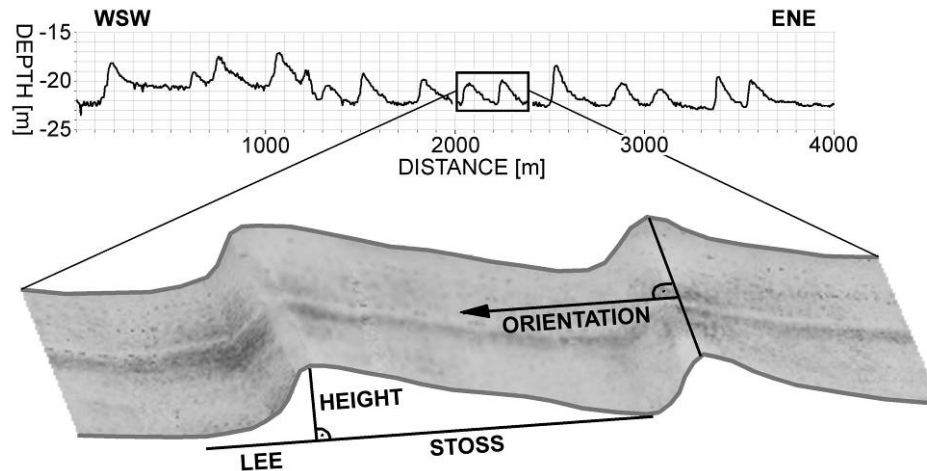 WSW
ENE
DEPTH [m]
-15
-20
-25
1000
2000
3000
4000
DISTANCE [m]
ORIENTATION
HEIGHT
LEE
STOSS